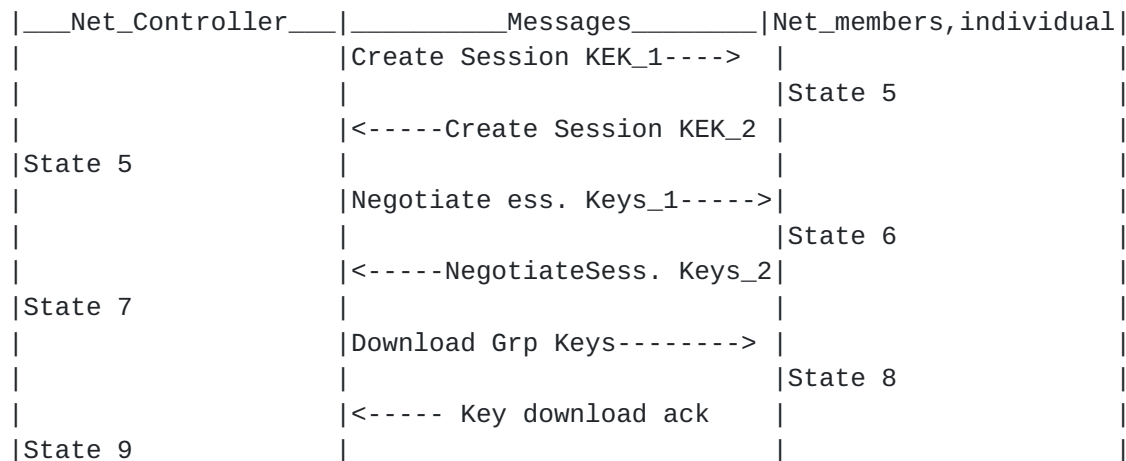 |___Net_Controller___|__________Messages________|Net_members,individual|
|                    |Create Session KEK_1---->  |                      |
|                    |                           |State 5               |
|                    |<-----Create Session KEK_2 |                      |
|State 5             |                           |                      |
|                    |Negotiate ess. Keys_1----->|                      |
|                    |                           |State 6               |
|                    |<-----NegotiateSess. Keys_2|                      |
|State 7             |                           |                      |
|                    |Download Grp Keys--------> |                      |
|                    |                           |State 8               |
|                    |<----- Key download ack    |                      |
|State 9             |                           |                      |